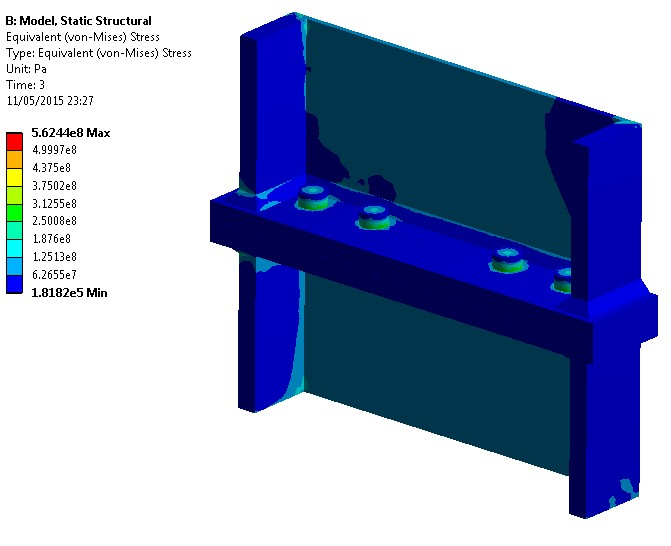 B: Model, Static Structural
Equivalent (von-Mises) Stress
Type: Equivalent (von-Mises) Stress
Unit: Pa
Time: 3
11/05/2015 23:27
5.6244e8 Max
4.9997e8
4.375e8
3.7502e8
3.1255e8
2.5008e8
1.876e8
1.2513e8
6.2655e7
1.8182e5 Min